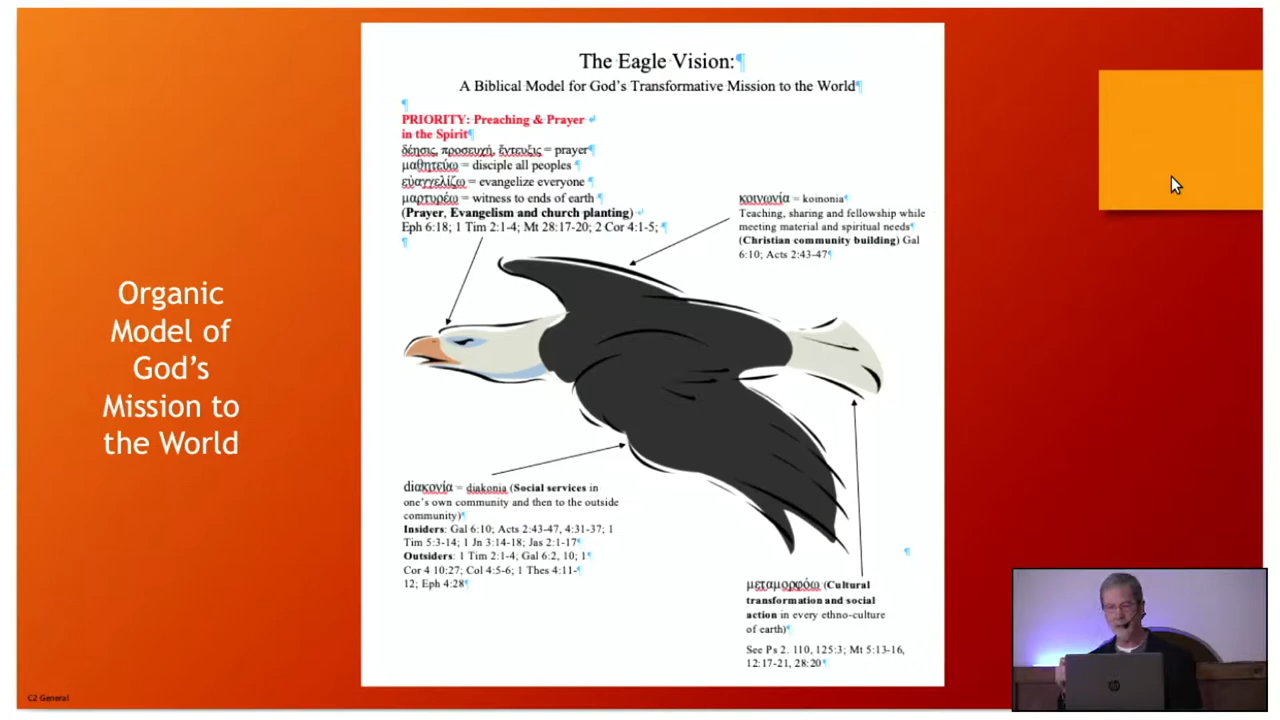 Organic
Model of
God's
Mission to
the World
The Eagle Vision:¶
A Biblical Model for God's Transformative Mission to the World¶
¶
PRIORITY: Preaching & Prayer ↵
in the Spirit¶
δέησις, προσευχή, ἔντευξις = prayer¶
μαθητεύω = disciple all peoples ¶
εὐαγγελίζω = evangelize everyone ¶
μαρτυρέω = witness to ends of earth ¶
(Prayer, Evangelism and church planting) ↵
Eph 6:18; 1 Tim 2:1-4; Mt 28:17-20; 2 Cor 4:1-5; ¶
¶
κοινωνία = koinonia¶
Teaching, sharing and fellowship while
meeting material and spiritual needs¶
(Christian community building) Gal
6:10; Acts 2:43-47¶
diακονία = diakonia (Social services in
one's own community and then to the outside
community)¶
Insiders: Gal 6:10; Acts 2:43-47, 4:31-37; 1
Tim 5:3-14; 1 Jn 3:14-18; Jas 2:1-17¶
Outsiders: 1 Tim 2:1-4; Gal 6:2, 10; 1¶
Cor 4 10:27; Col 4:5-6; 1 Thes 4:11-¶
12; Eph 4:28¶
¶
μεταμορφόω (Cultural
transformation and social
action in every ethno-culture
of earth)¶
See Ps 2. 110, 125:3; Mt 5:13-16,
12:17-21, 28:20¶
C2 General
hp